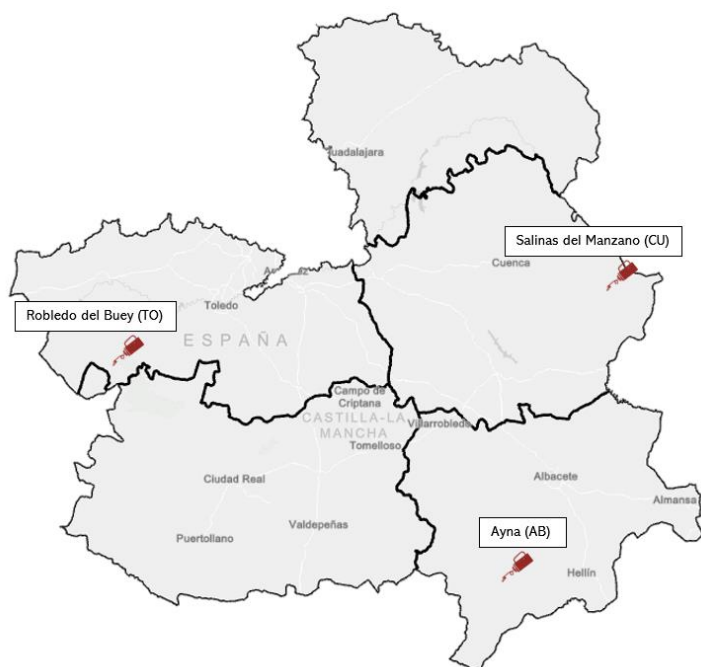 uadalajara
Salinas del Manzano (CU)
Cuenca
Toledo
Robledo del Buey (TO)
ESPAÑA
Campo de
Criptana
CASTILLA-LA
MANCHA
Villarrobledo
Tomelloso
Ciudad Real
Albacete
Almansa
Valdepeñas
Puertollano
Ayna (AB)
Hellín